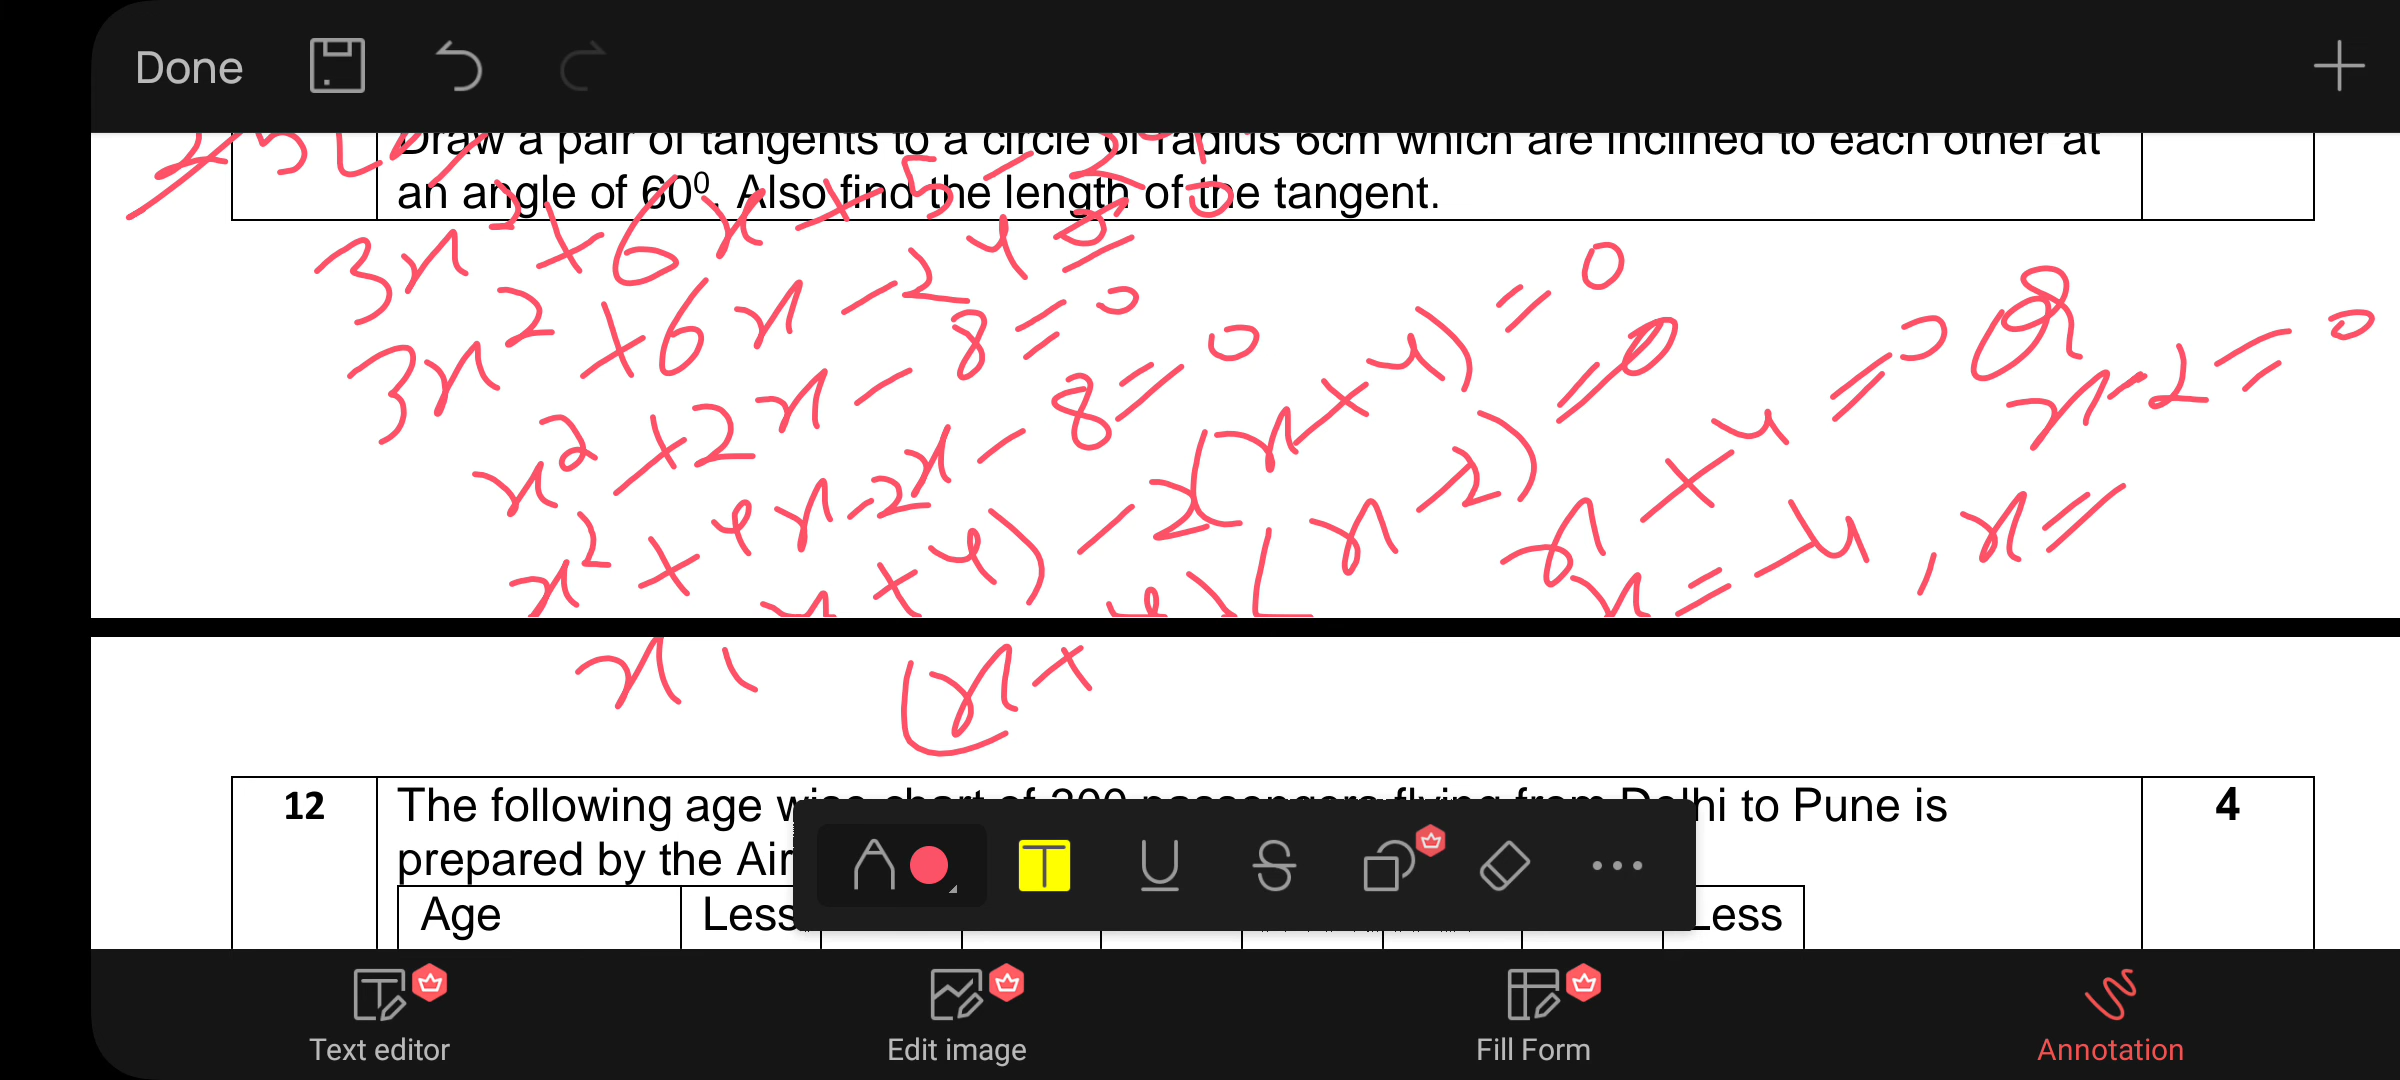 Done
Draw a pair of tangents to a circle of radius 6cm which are inclined to each other at
an angle of 60⁰. Also find the length of the tangent.
3x² + 6x + 5 - 29 = 0
3x² + 6x - 24 = 0
x² + 2x - 8 = 0
x² + 4x - 2x - 8 = 0
x(x + 4) - 2(x + 4) = 0
(x + 4)(x - 2) = 0
x + 4 = 0 or x - 2 = 0
x = -4, x =
12
The following age wise chart of 300 passengers flying from Delhi to Pune is
4
prepared by the Air
Age
Less
Less
Text editor
Edit image
Fill Form
Annotation